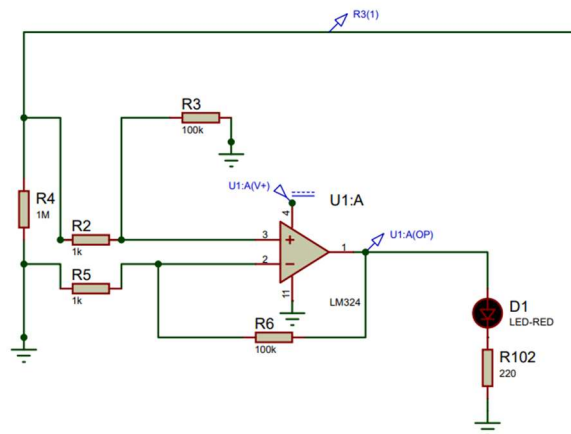 R3(1)
R3
100k
U1:A(V+)
U1:A
4
R4
1M
R2
1k
3
+
1
U1:A(OP)
2
−
R5
1k
11
LM324
D1
LED-RED
R6
100k
R102
220